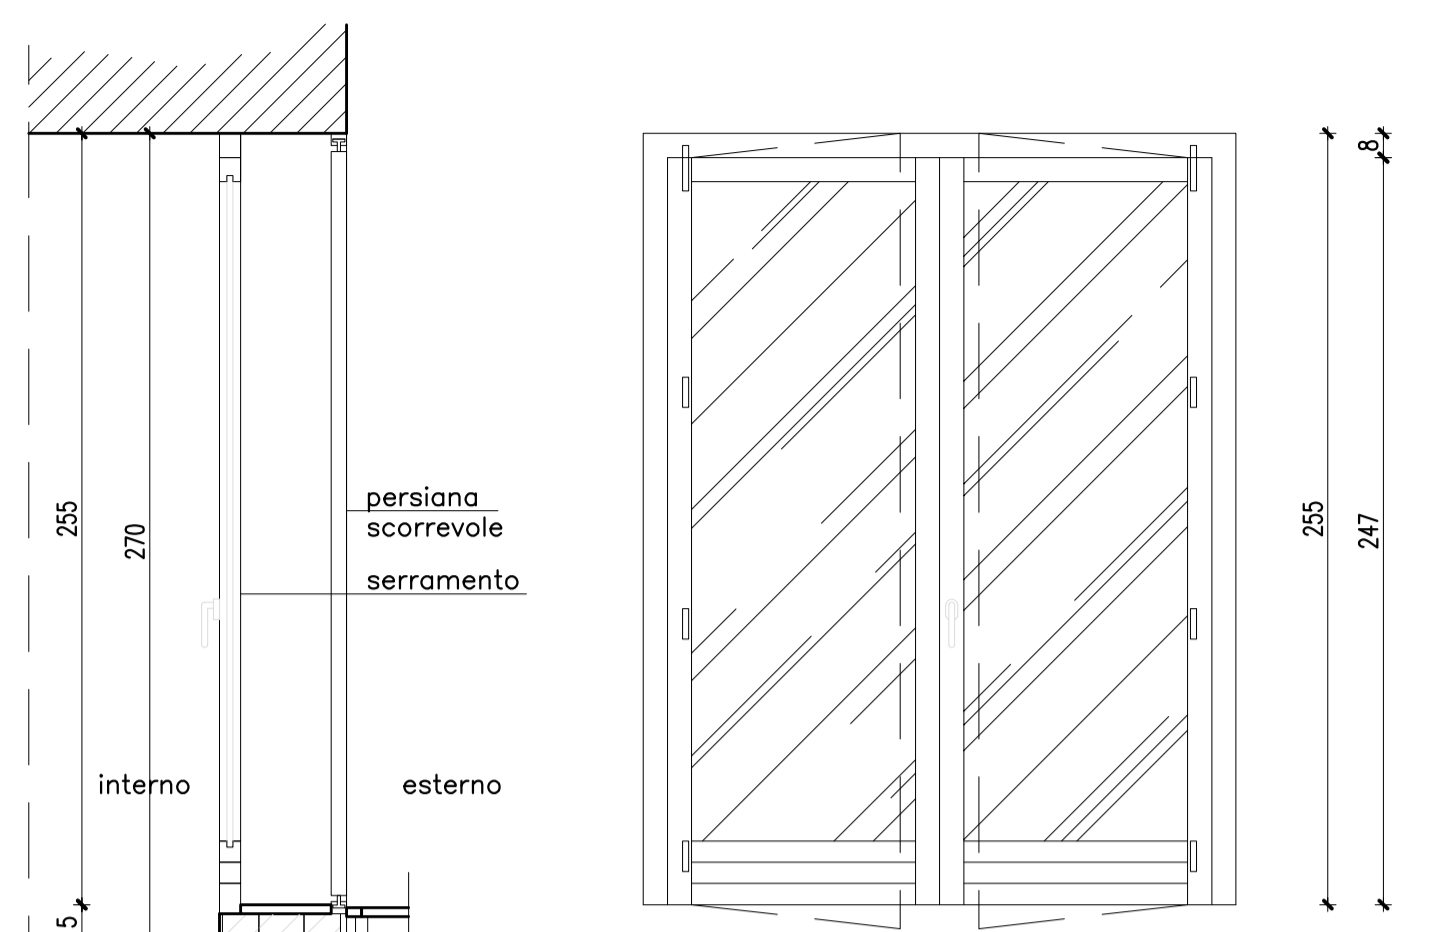 8
persiana
scorrevole
255
270
255
247
serramento
interno
esterno
5